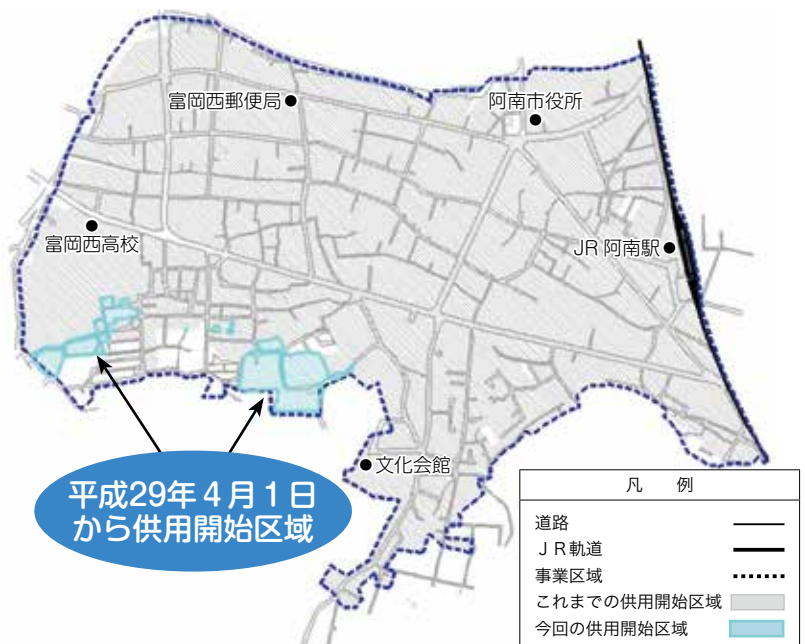 富岡西郵便局
阿南市役所
富岡西高校
JR 阿南駅
文化会館
平成29年4月1日
から供用開始区域
凡 例
道路
JR軌道
事業区域
これまでの供用開始区域
今回の供用開始区域